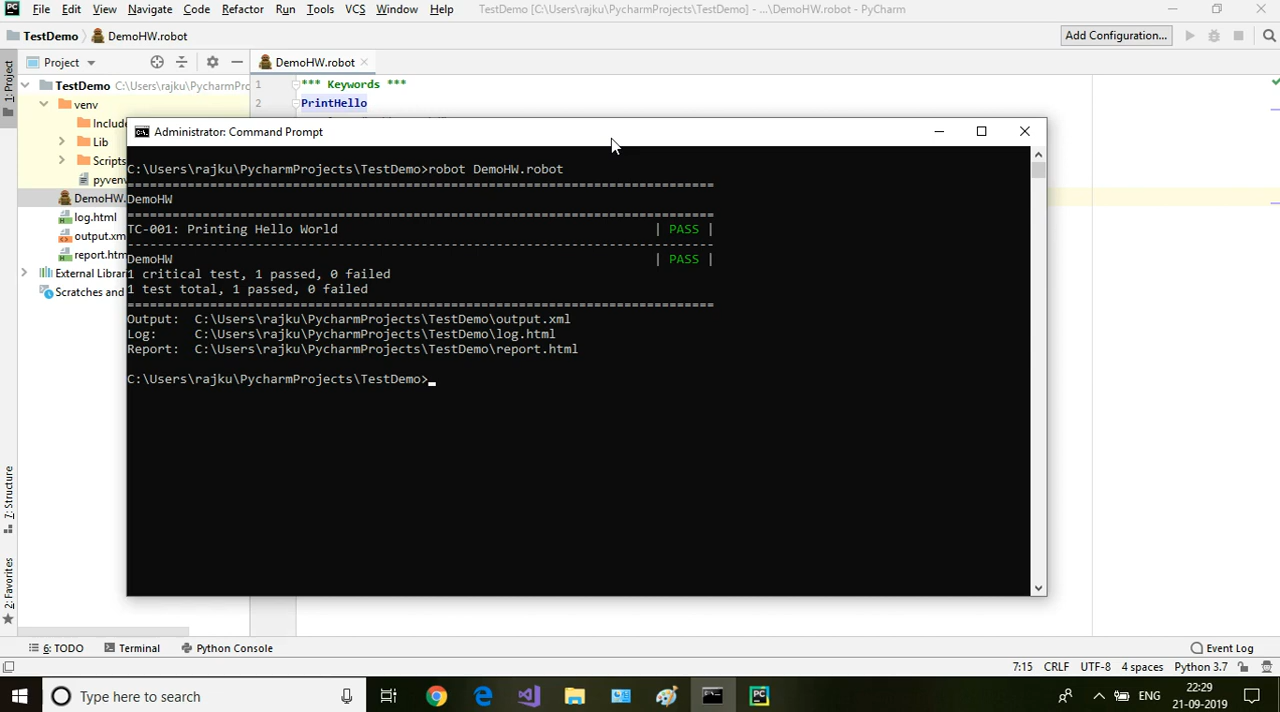 File Edit View Navigate Code Refactor Run Tools VCS Window Help TestDemo [C:\Users\rajku\PycharmProjects\TestDemo] - ...\DemoHW.robot - PyCharm
TestDemo DemoHW.robot Add Configuration...
1: Project
Project DemoHW.robot
TestDemo C:\Users\rajku\PycharmPro 1 *** Keywords ***
venv 2 PrintHello
Include
Lib
Scripts
pyvenv
DemoHW.
log.html
output.xm
report.htm
External Librar
Scratches and
Administrator: Command Prompt
C:\Users\rajku\PycharmProjects\TestDemo>robot DemoHW.robot
==============================================================================
DemoHW
==============================================================================
TC-001: Printing Hello World | PASS |
------------------------------------------------------------------------------
DemoHW | PASS |
1 critical test, 1 passed, 0 failed
1 test total, 1 passed, 0 failed
==============================================================================
Output: C:\Users\rajku\PycharmProjects\TestDemo\output.xml
Log: C:\Users\rajku\PycharmProjects\TestDemo\log.html
Report: C:\Users\rajku\PycharmProjects\TestDemo\report.html
C:\Users\rajku\PycharmProjects\TestDemo>
7: Structure
2: Favorites
6: TODO Terminal Python Console Event Log
7:15 CRLF UTF-8 4 spaces Python 3.7
Type here to search ENG 22:29
21-09-2019